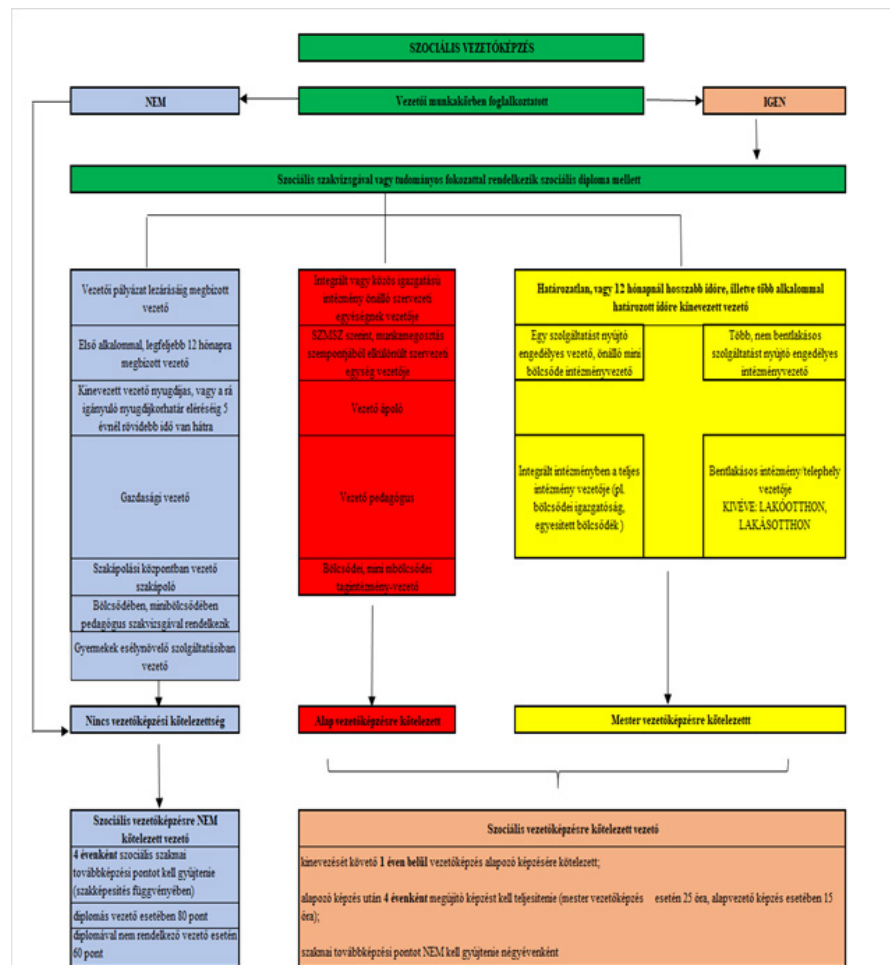 SZOCIÁLIS VEZETŐKÉPZÉS
NEM
Vezetői munkakörben foglalkoztatott
IGEN
Szociális szakvizsgával vagy tudományos fokozattal rendelkezik szociális diploma mellett
Vezetői pályázat lezárásáig megbízott
vezető
Első alkalommal, legfeljebb 12 hónapra
megbízott vezető
Kinevezett vezető nyugdíjas, vagy a rá
igányuló nyugdíjkorhatár eléréséig 5
évnél rövidebb idő van hátra
Gazdasági vezető
Szakápolási központban vezető
szakápoló
Bölcsődében, minibölcsődében
pedagógus szakvizsgával rendelkezik
Gyermekek esélynövelő szolgáltatásiban
vezető
Integrált vagy közös igazgatású
intézmény önálló szervezeti
egységnek vezetője
SZMSZ szerint, munkamegosztás
szempontjából elkülönült szervezeti
egység vezetője
Vezető ápoló
Vezető pedagógus
Bölcsődei, mini mbölcsődei
tagintézmény-vezető
Határozatlan, vagy 12 hónapnál hosszabb időre, illetve több alkalommal
határozott időre kinevezett vezető
Egy szolgáltatást nyújtó
engedélyes vezető, önálló mini
bölcsőde intézményvezető
Több, nem bentlakásos
szolgáltatást nyújtó engedélyes
intézményvezető
Integrált intézményben a teljes
intézmény vezetője (pl.
bölcsődei igazgatóság,
egyesített bölcsődék )
Bentlakásos intézmény/telephely
vezetője
KIVÉVE: LAKÓOTTHON,
LAKÁSOTTHON
Nincs vezetőképzési kötelezettség
Alap vezetőképzésre kötelezett
Mester vezetőképzésre kötelezettt
Szociális vezetőképzésre NEM
kötelezett vezető
4 évenként szociális szakmai
továbbképzési pontot kell gyűjtenie
(szakképesítés függvényében)
diplomás vezető esetében 80 pont
diplomával nem rendelkező vezető esetén
60 pont
Szociális vezetőképzésre kötelezett vezető
kinevezését követő 1 éven belül vezetőképzés alapozó képzésére kötelezett;
alapozó képzés után 4 évenként megújító képzést kell teljesítenie (mester vezetőképzés esetén 25 óra, alapvezető képzés esetében 15
óra);
szakmai továbbképzési pontot NEM kell gyűjtenie négyévenként